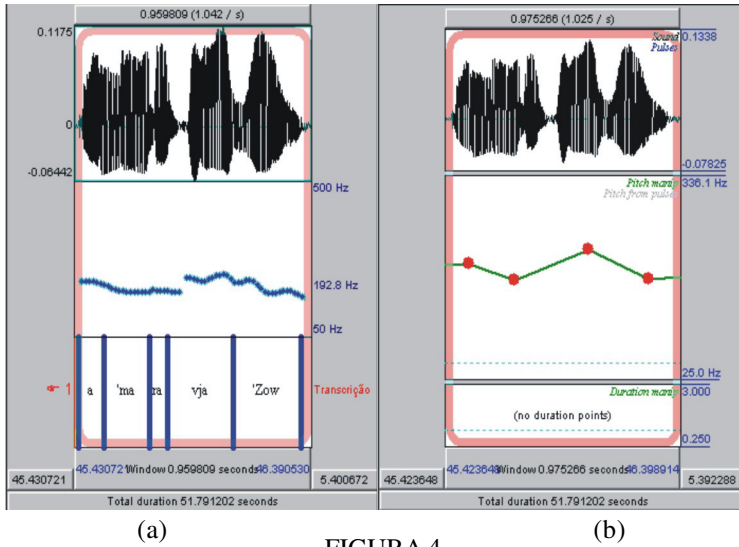 0.959809 (1.042 / s)
0.1175
0
-0.06442
500 Hz
192.8 Hz
50 Hz
☞ 1
a
'ma
ra
vja
'Zow
Transcrição
45.430721
45.430721
Window 0.959809 seconds
46.390530
5.400672
Total duration 51.791202 seconds
(a)
0.975266 (1.025 / s)
Sound
Pulses
0.1338
-0.07825
Pitch manip
Pitch from pulses
336.1 Hz
25.0 Hz
Duration manip
3.000
(no duration points)
0.250
45.423648
45.423648
Window 0.975266 seconds
46.398914
5.392288
Total duration 51.791202 seconds
(b)
FIGURA 4